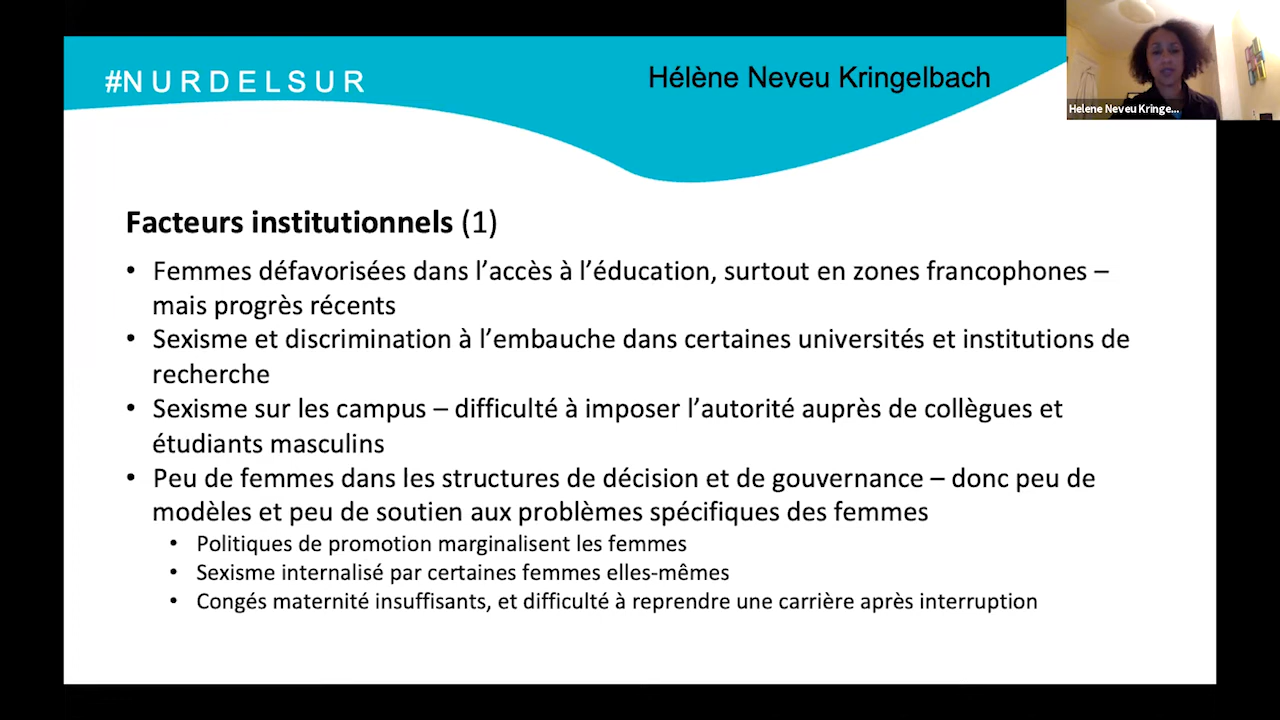 #NURDELSUR
Hélène Neveu Kringelbach
Helene Neveu Kringe...
Facteurs institutionnels (1)
• Femmes défavorisées dans l’accès à l’éducation, surtout en zones francophones –
mais progrès récents
• Sexisme et discrimination à l’embauche dans certaines universités et institutions de
recherche
• Sexisme sur les campus – difficulté à imposer l’autorité auprès de collègues et
étudiants masculins
• Peu de femmes dans les structures de décision et de gouvernance – donc peu de
modèles et peu de soutien aux problèmes spécifiques des femmes
• Politiques de promotion marginalisent les femmes
• Sexisme internalisé par certaines femmes elles-mêmes
• Congés maternité insuffisants, et difficulté à reprendre une carrière après interruption